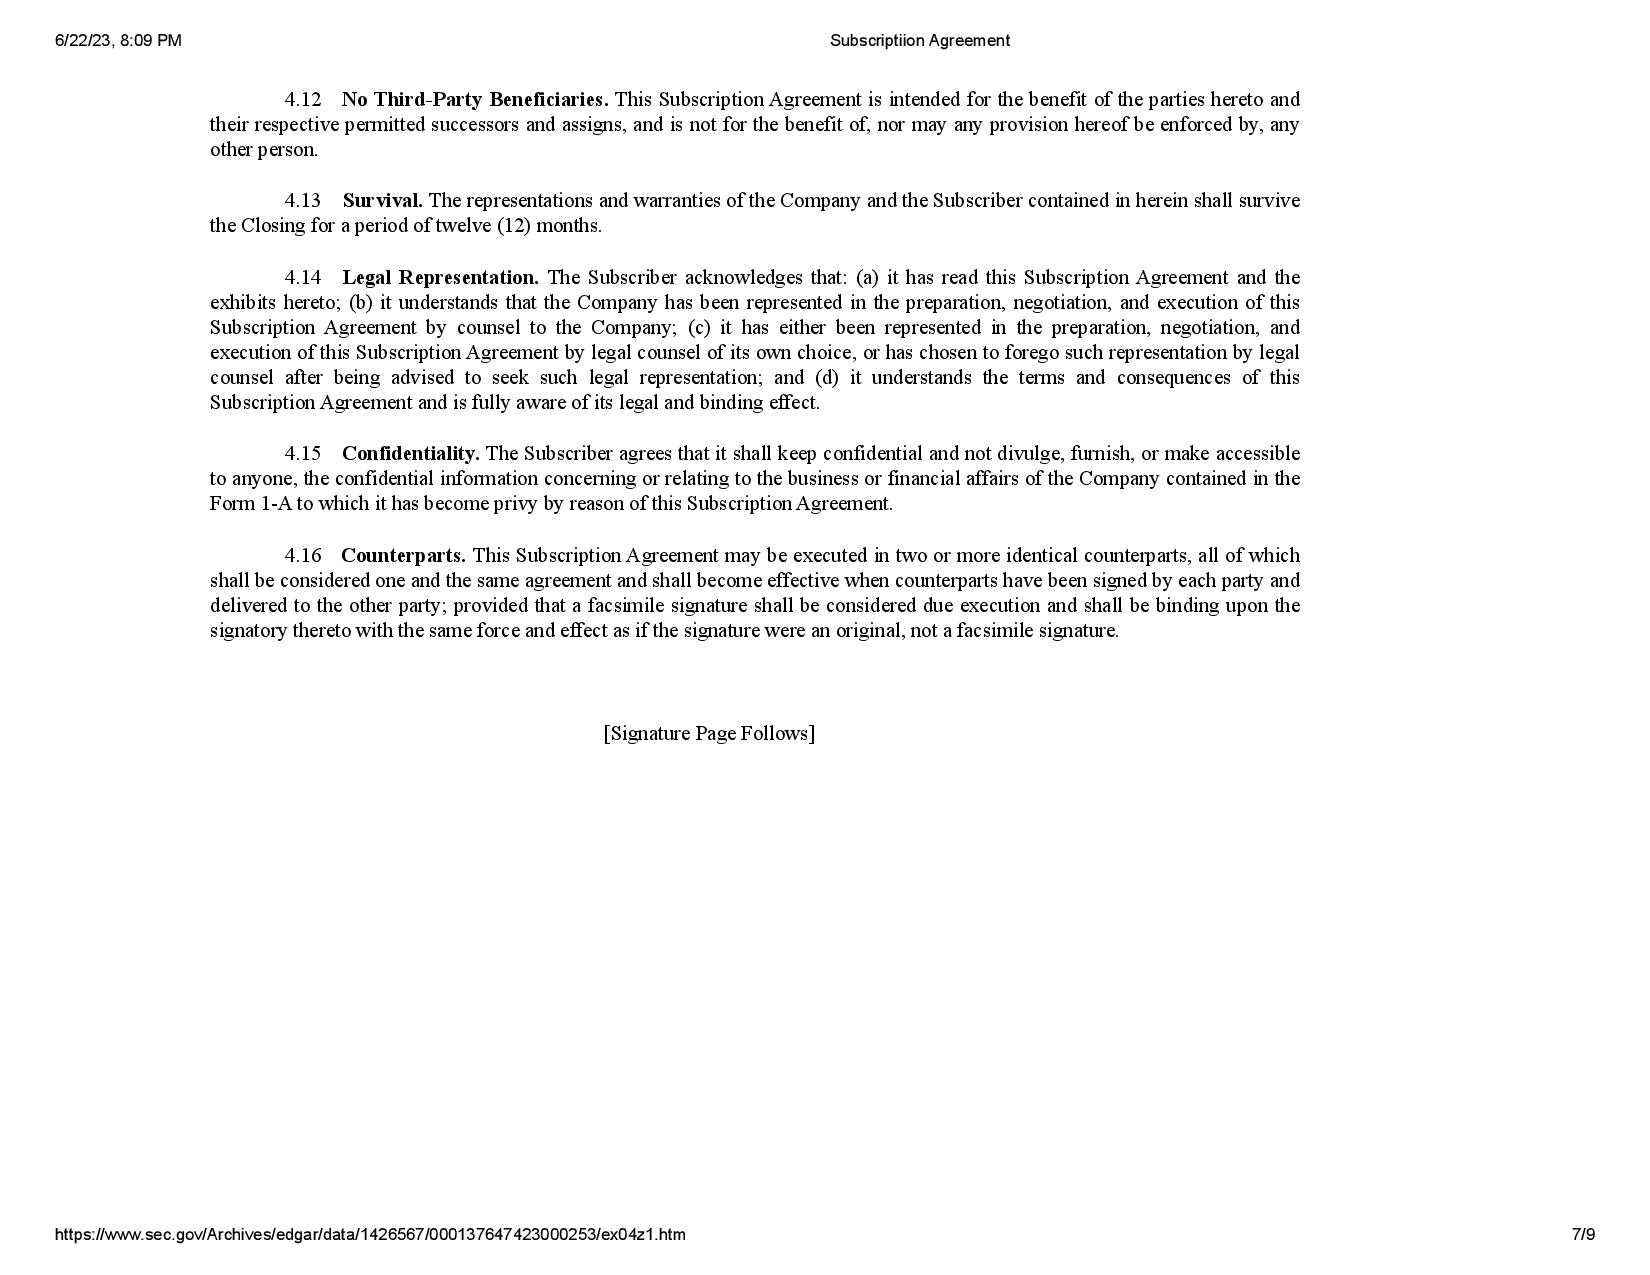 6/22/23, 8:09 PM
Subscriptiion Agreement
4.12 No Third-Party Beneficiaries. This Subscription Agreement is intended for the benefit of the parties hereto and
their respective permitted successors and assigns, and is not for the benefit of, nor may any provision hereof be enforced by, any
other person.
4.13 Survival. The representations and warranties of the Company and the Subscriber contained in herein shall survive
the Closing for a period of twelve (12) months.
4.14 Legal Representation. The Subscriber acknowledges that: (a) it has read this Subscription Agreement and the
exhibits hereto; (b) it understands that the Company has been represented in the preparation, negotiation, and execution of this
Subscription Agreement by counsel to the Company; (c) it has either been represented in the preparation, negotiation, and
execution of this Subscription Agreement by legal counsel of its own choice, or has chosen to forego such representation by legal
counsel after being advised to seek such legal representation; and (d) it understands the terms and consequences of this
Subscription Agreement and is fully aware of its legal and binding effect.
4.15 Confidentiality. The Subscriber agrees that it shall keep confidential and not divulge, furnish, or make accessible
to anyone, the confidential information concerning or relating to the business or financial affairs of the Company contained in the
Form 1-A to which it has become privy by reason of this Subscription Agreement.
4.16 Counterparts. This Subscription Agreement may be executed in two or more identical counterparts, all of which
shall be considered one and the same agreement and shall become effective when counterparts have been signed by each party and
delivered to the other party; provided that a facsimile signature shall be considered due execution and shall be binding upon the
signatory thereto with the same force and effect as if the signature were an original, not a facsimile signature.
[Signature Page Follows]
https://www.sec.gov/Archives/edgar/data/1426567/000137647423000253/ex04z1.htm
7/9